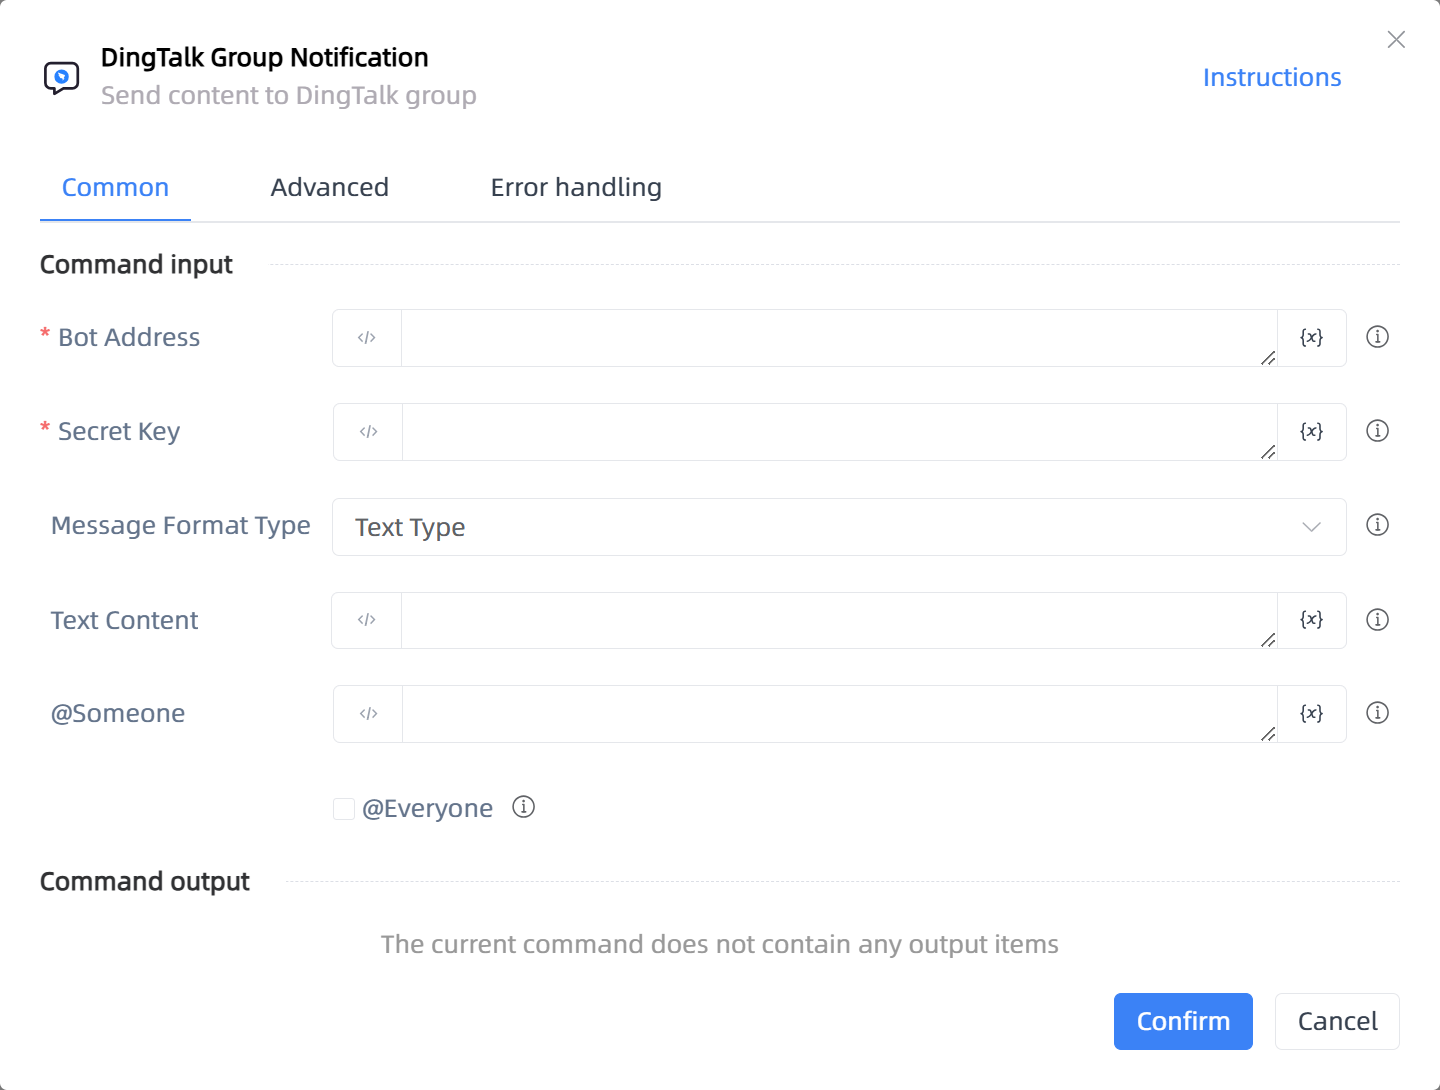 DingTalk Group Notification
Send content to DingTalk group
Instructions
Common Advanced Error handling
Command input
* Bot Address </> {x}
* Secret Key </> {x}
Message Format Type Text Type
Text Content </> {x}
@Someone </> {x}
@Everyone
Command output
The current command does not contain any output items
Confirm Cancel